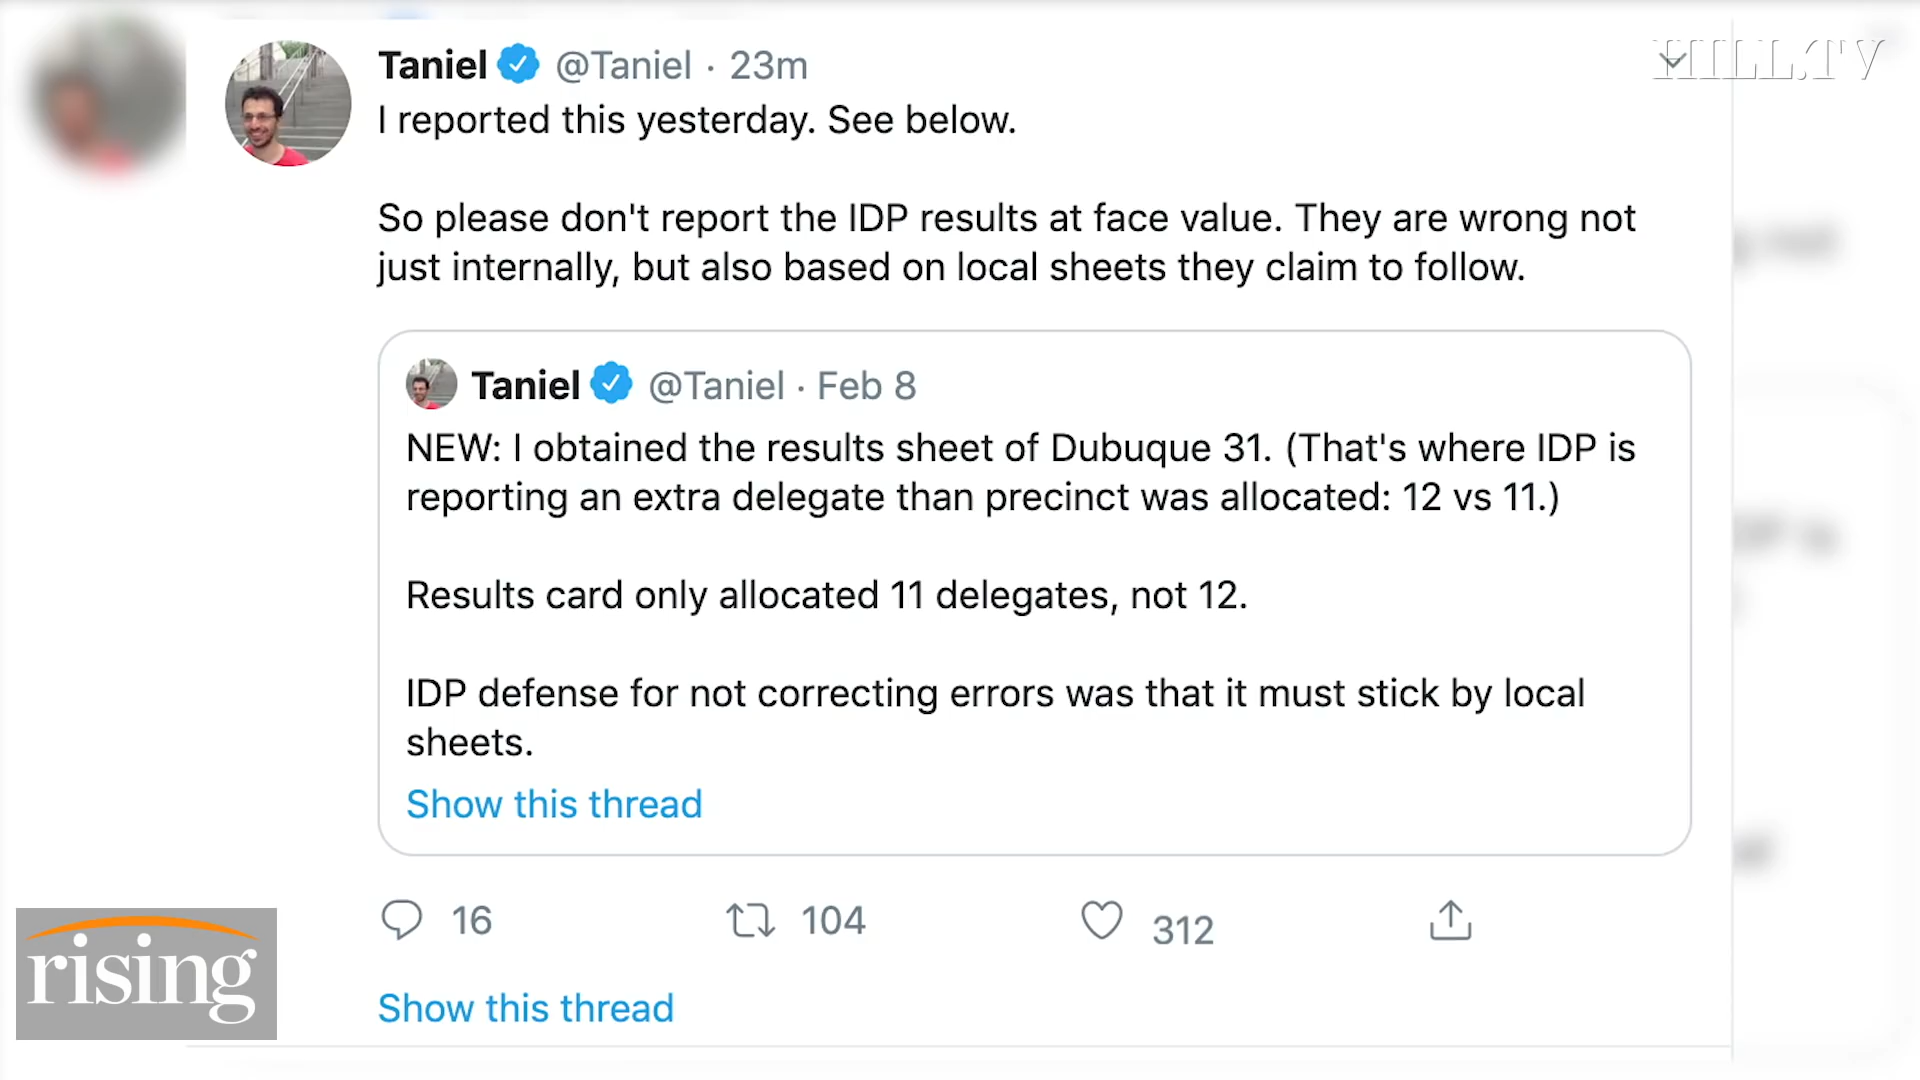 HILL.TV
Taniel @Taniel · 23m
I reported this yesterday. See below.
So please don't report the IDP results at face value. They are wrong not
just internally, but also based on local sheets they claim to follow.
Taniel @Taniel · Feb 8
NEW: I obtained the results sheet of Dubuque 31. (That's where IDP is
reporting an extra delegate than precinct was allocated: 12 vs 11.)
Results card only allocated 11 delegates, not 12.
IDP defense for not correcting errors was that it must stick by local
sheets.
Show this thread
16 104 312
Show this thread
rising